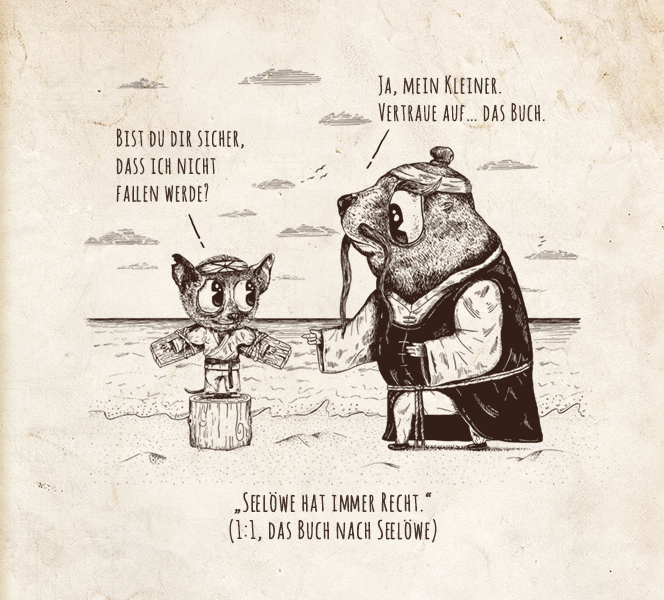 Bist du dir sicher,
dass ich nicht
fallen werde?
Ja, mein Kleiner.
Vertraue auf... das Buch.
„Seelöwe hat immer Recht.“
(1:1, das Buch nach Seelöwe)